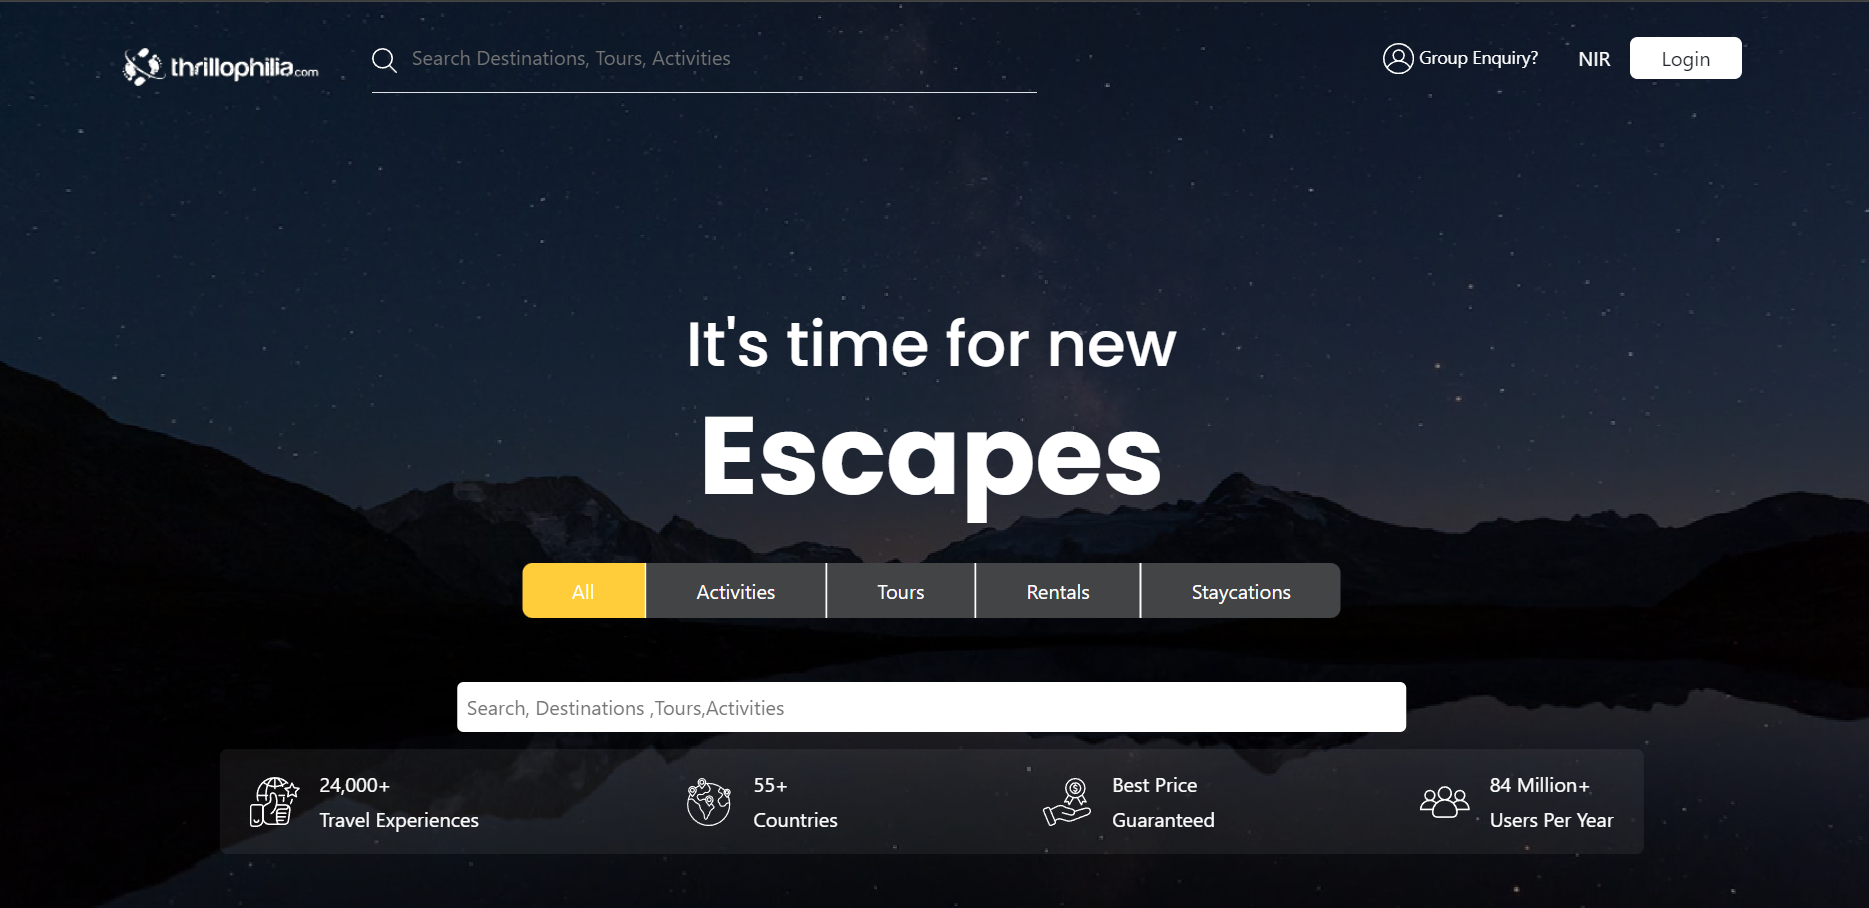 thrillophilia.com
Search Destinations, Tours, Activities
Group Enquiry?
NIR
Login
It's time for new
Escapes
All
Activities
Tours
Rentals
Staycations
Search, Destinations ,Tours,Activities
24,000+
Travel Experiences
55+
Countries
Best Price
Guaranteed
84 Million+
Users Per Year